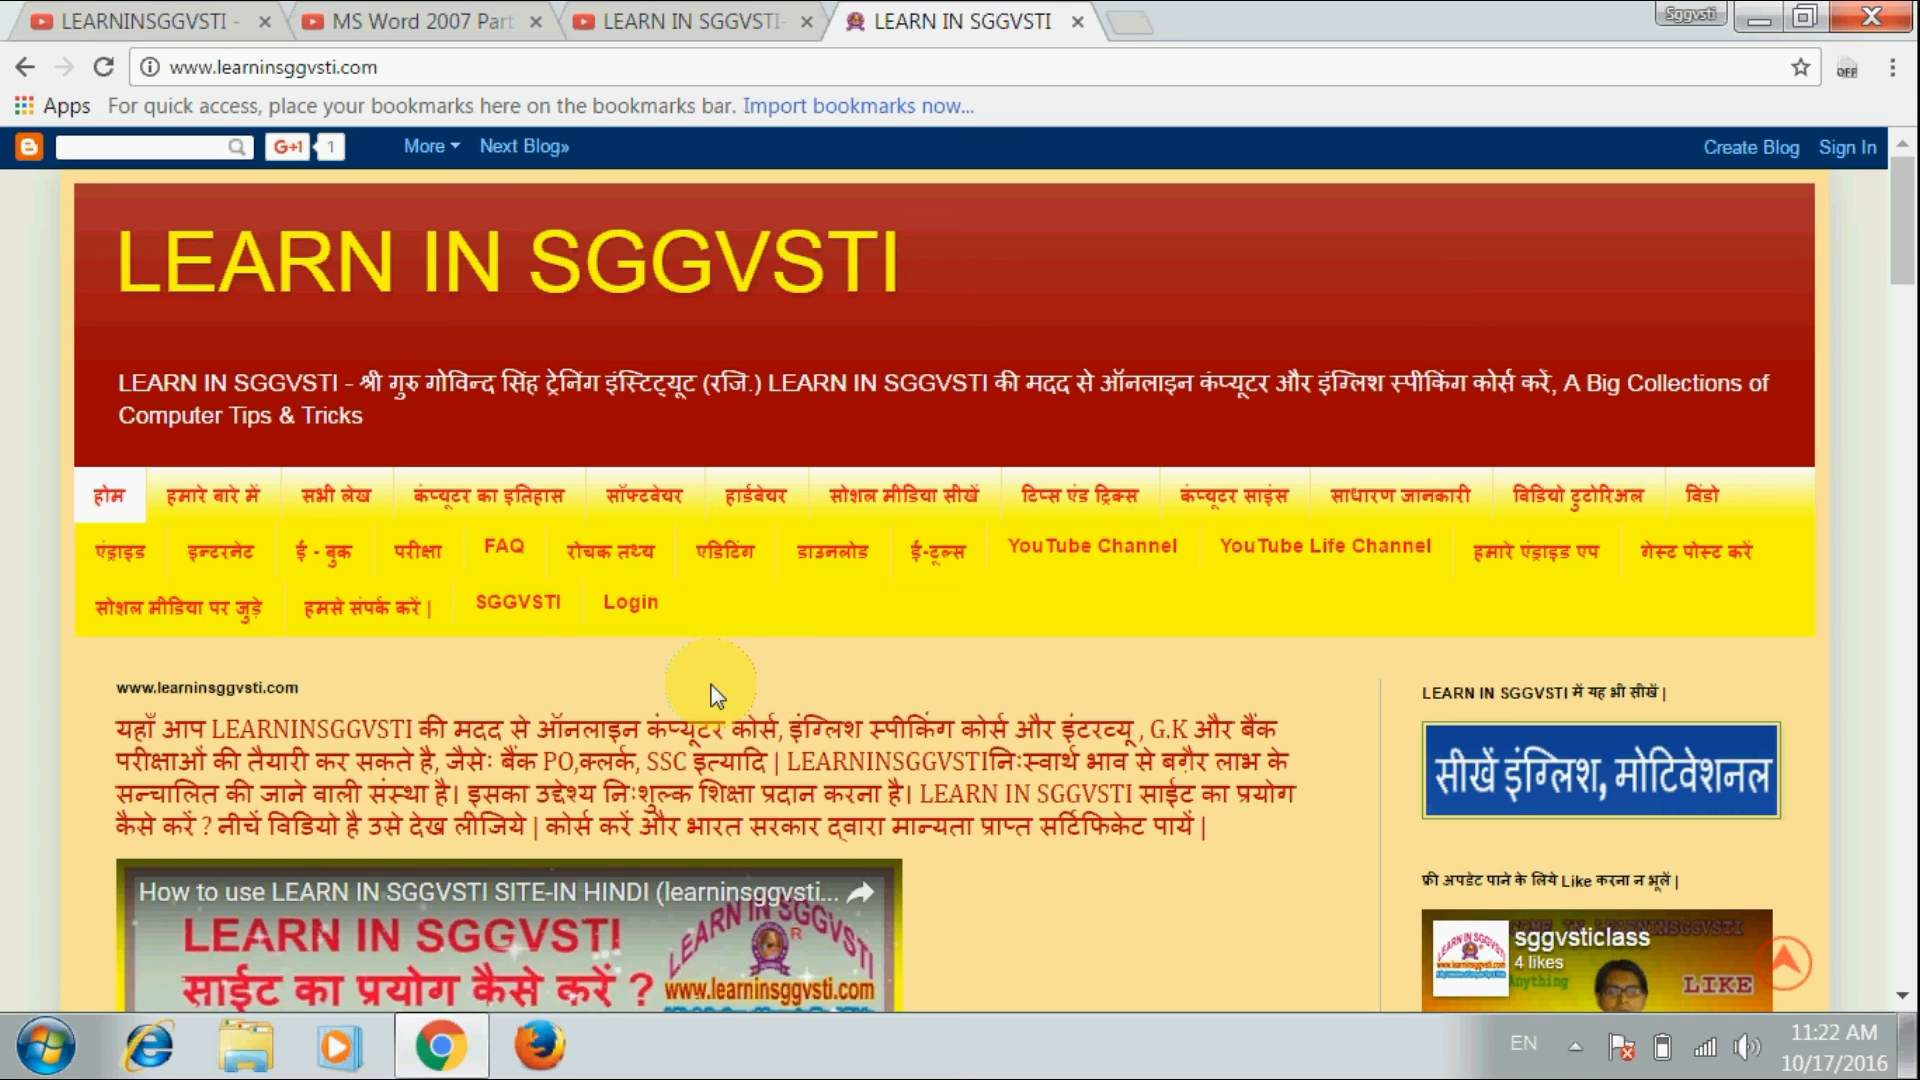 LEARNINSGGVSTI -
MS Word 2007 Part
LEARN IN SGGVSTI-
LEARN IN SGGVSTI
Sggvsti
www.learninsggvsti.com
OFF
Apps For quick access, place your bookmarks here on the bookmarks bar. Import bookmarks now...
G+1 1 More Next Blog» Create Blog Sign In
LEARN IN SGGVSTI
LEARN IN SGGVSTI - श्री गुरु गोविन्द सिंह ट्रेनिंग इंस्टिट्यूट (रजि.) LEARN IN SGGVSTI की मदद से ऑनलाइन कंप्यूटर और इंग्लिश स्पीकिंग कोर्स करें, A Big Collections of
Computer Tips & Tricks
होम हमारे बारे में सभी लेख कंप्यूटर का इतिहास सॉफ्टवेयर हार्डवेयर सोशल मीडिया सीखें टिप्स एंड ट्रिक्स कंप्यूटर साइंस साधारण जानकारी विडियो टुटोरिअल विंडो
एंड्राइड इन्टरनेट ई - बुक परीक्षा FAQ रोचक तथ्य एडिटिंग डाउनलोड ई-टूल्स YouTube Channel YouTube Life Channel हमारे एंड्राइड एप गेस्ट पोस्ट करें
सोशल मीडिया पर जुड़े हमसे संपर्क करें | SGGVSTI Login
www.learninsggvsti.com
यहाँ आप LEARNINSGGVSTI की मदद से ऑनलाइन कंप्यूटर कोर्स, इंग्लिश स्पीकिंग कोर्स और इंटरव्यू , G.K और बैंक
परीक्षाओं की तैयारी कर सकते है, जैसेः बैंक PO,क्लर्क, SSC इत्यादि | LEARNINSGGVSTIनिःस्वार्थ भाव से बग़ैर लाभ के
सन्चालित की जाने वाली संस्था है। इसका उद्देश्य निःशुल्क शिक्षा प्रदान करना है। LEARN IN SGGVSTI साईट का प्रयोग
कैसे करें ? नीचें विडियो है उसे देख लीजिये | कोर्स करें और भारत सरकार द्वारा मान्यता प्राप्त सर्टिफिकेट पायें |
How to use LEARN IN SGGVSTI SITE-IN HINDI (learninsggvsti...
LEARN IN SGGVSTI
साईट का प्रयोग कैसे करें ?
LEARN IN SGGVSTI
R
www.learninsggvsti.com
LEARN IN SGGVSTI में यह भी सीखें |
सीखें इंग्लिश, मोटिवेशनल
फ्री अपडेट पाने के लिये Like करना न भूलें |
sggvsticlass
4 likes
Anything
LIKE
EN
11:22 AM
10/17/2016